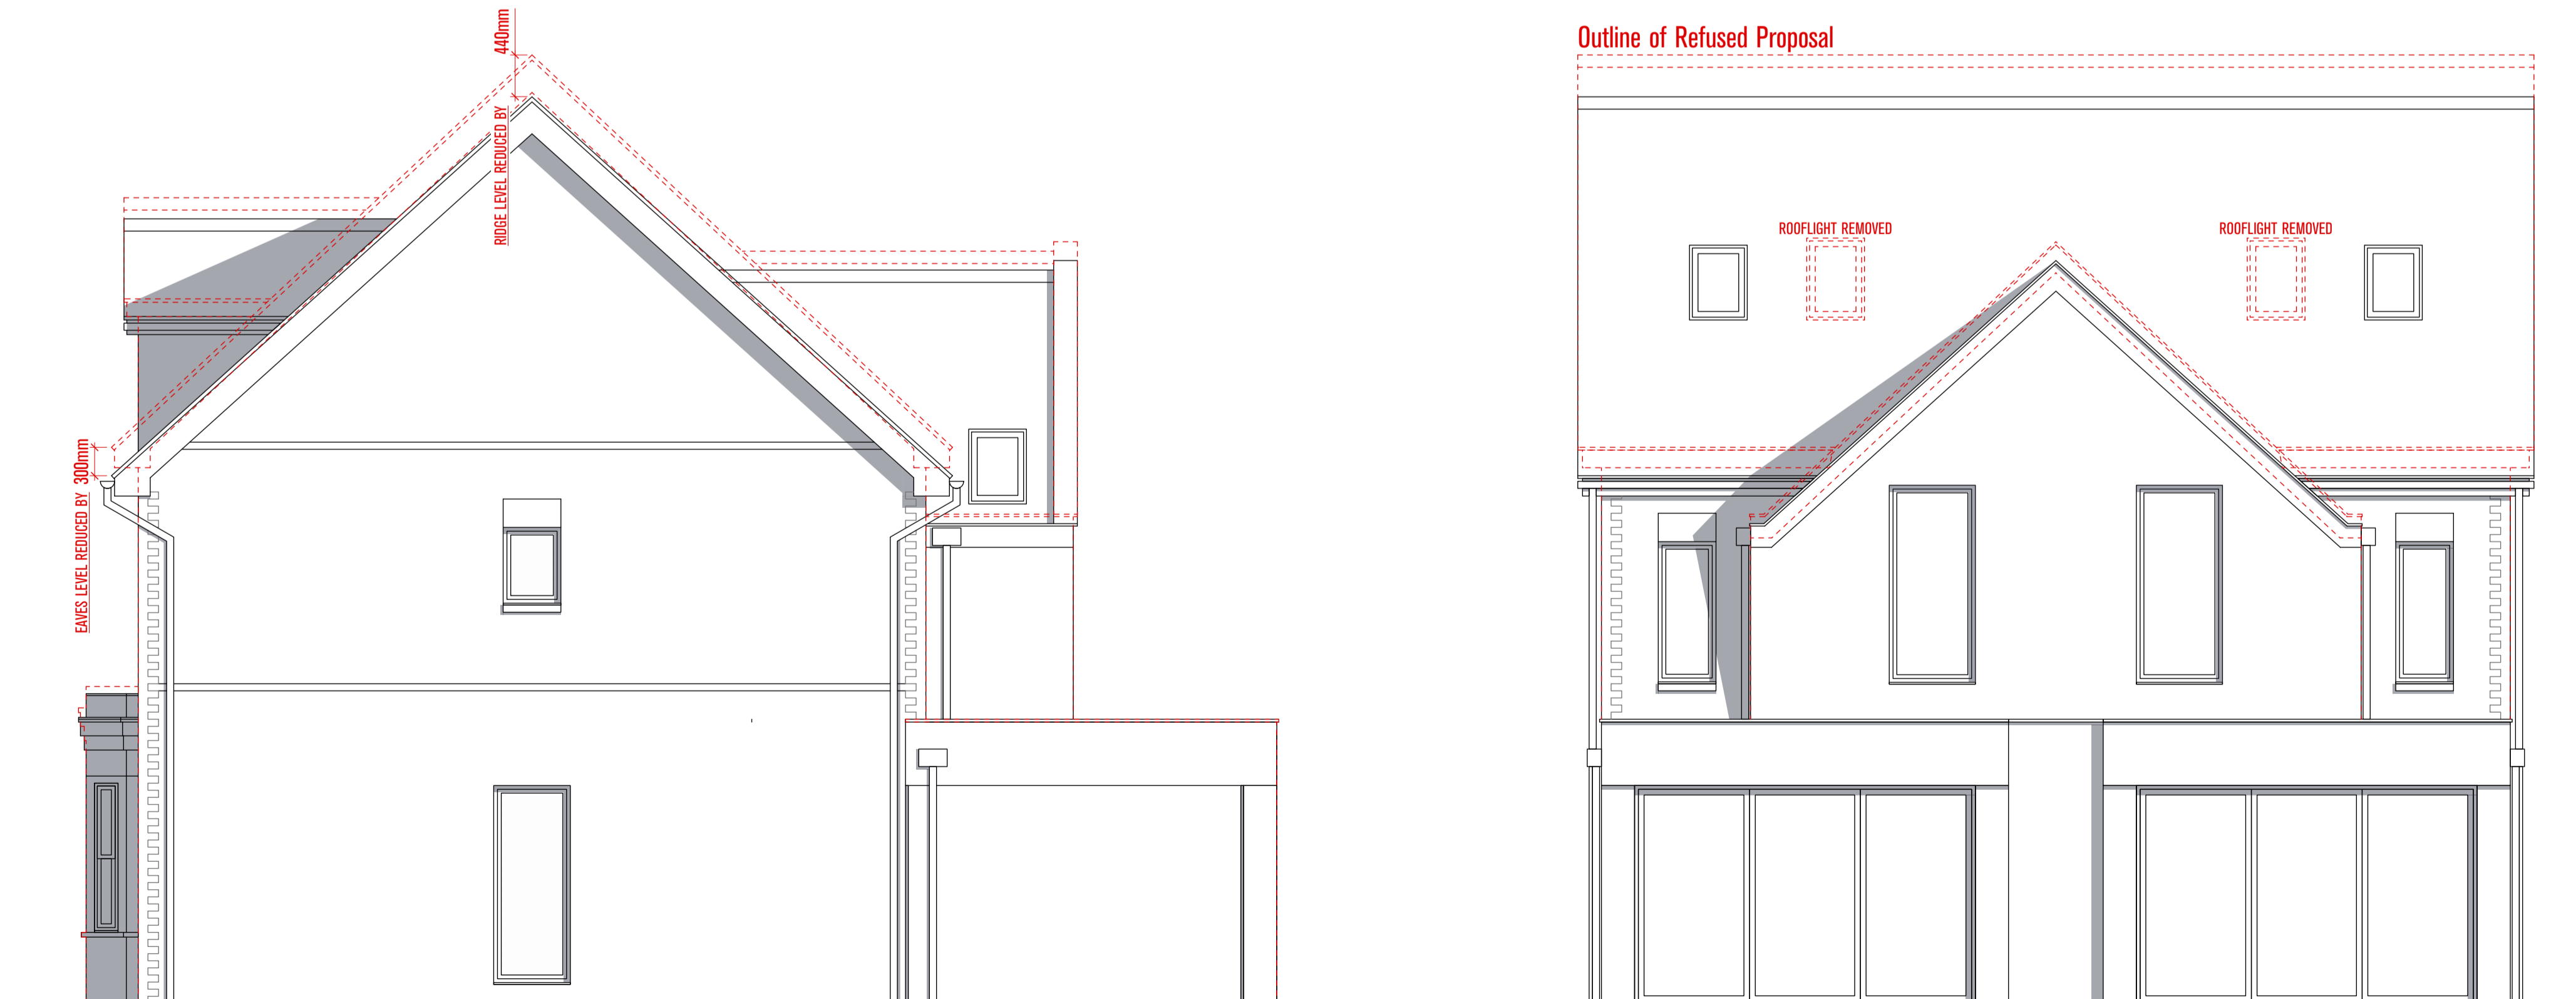 RIDGE LEVEL REDUCED BY 440mm
EAVES LEVEL REDUCED BY 300mm
Outline of Refused Proposal
ROOFLIGHT REMOVED
ROOFLIGHT REMOVED